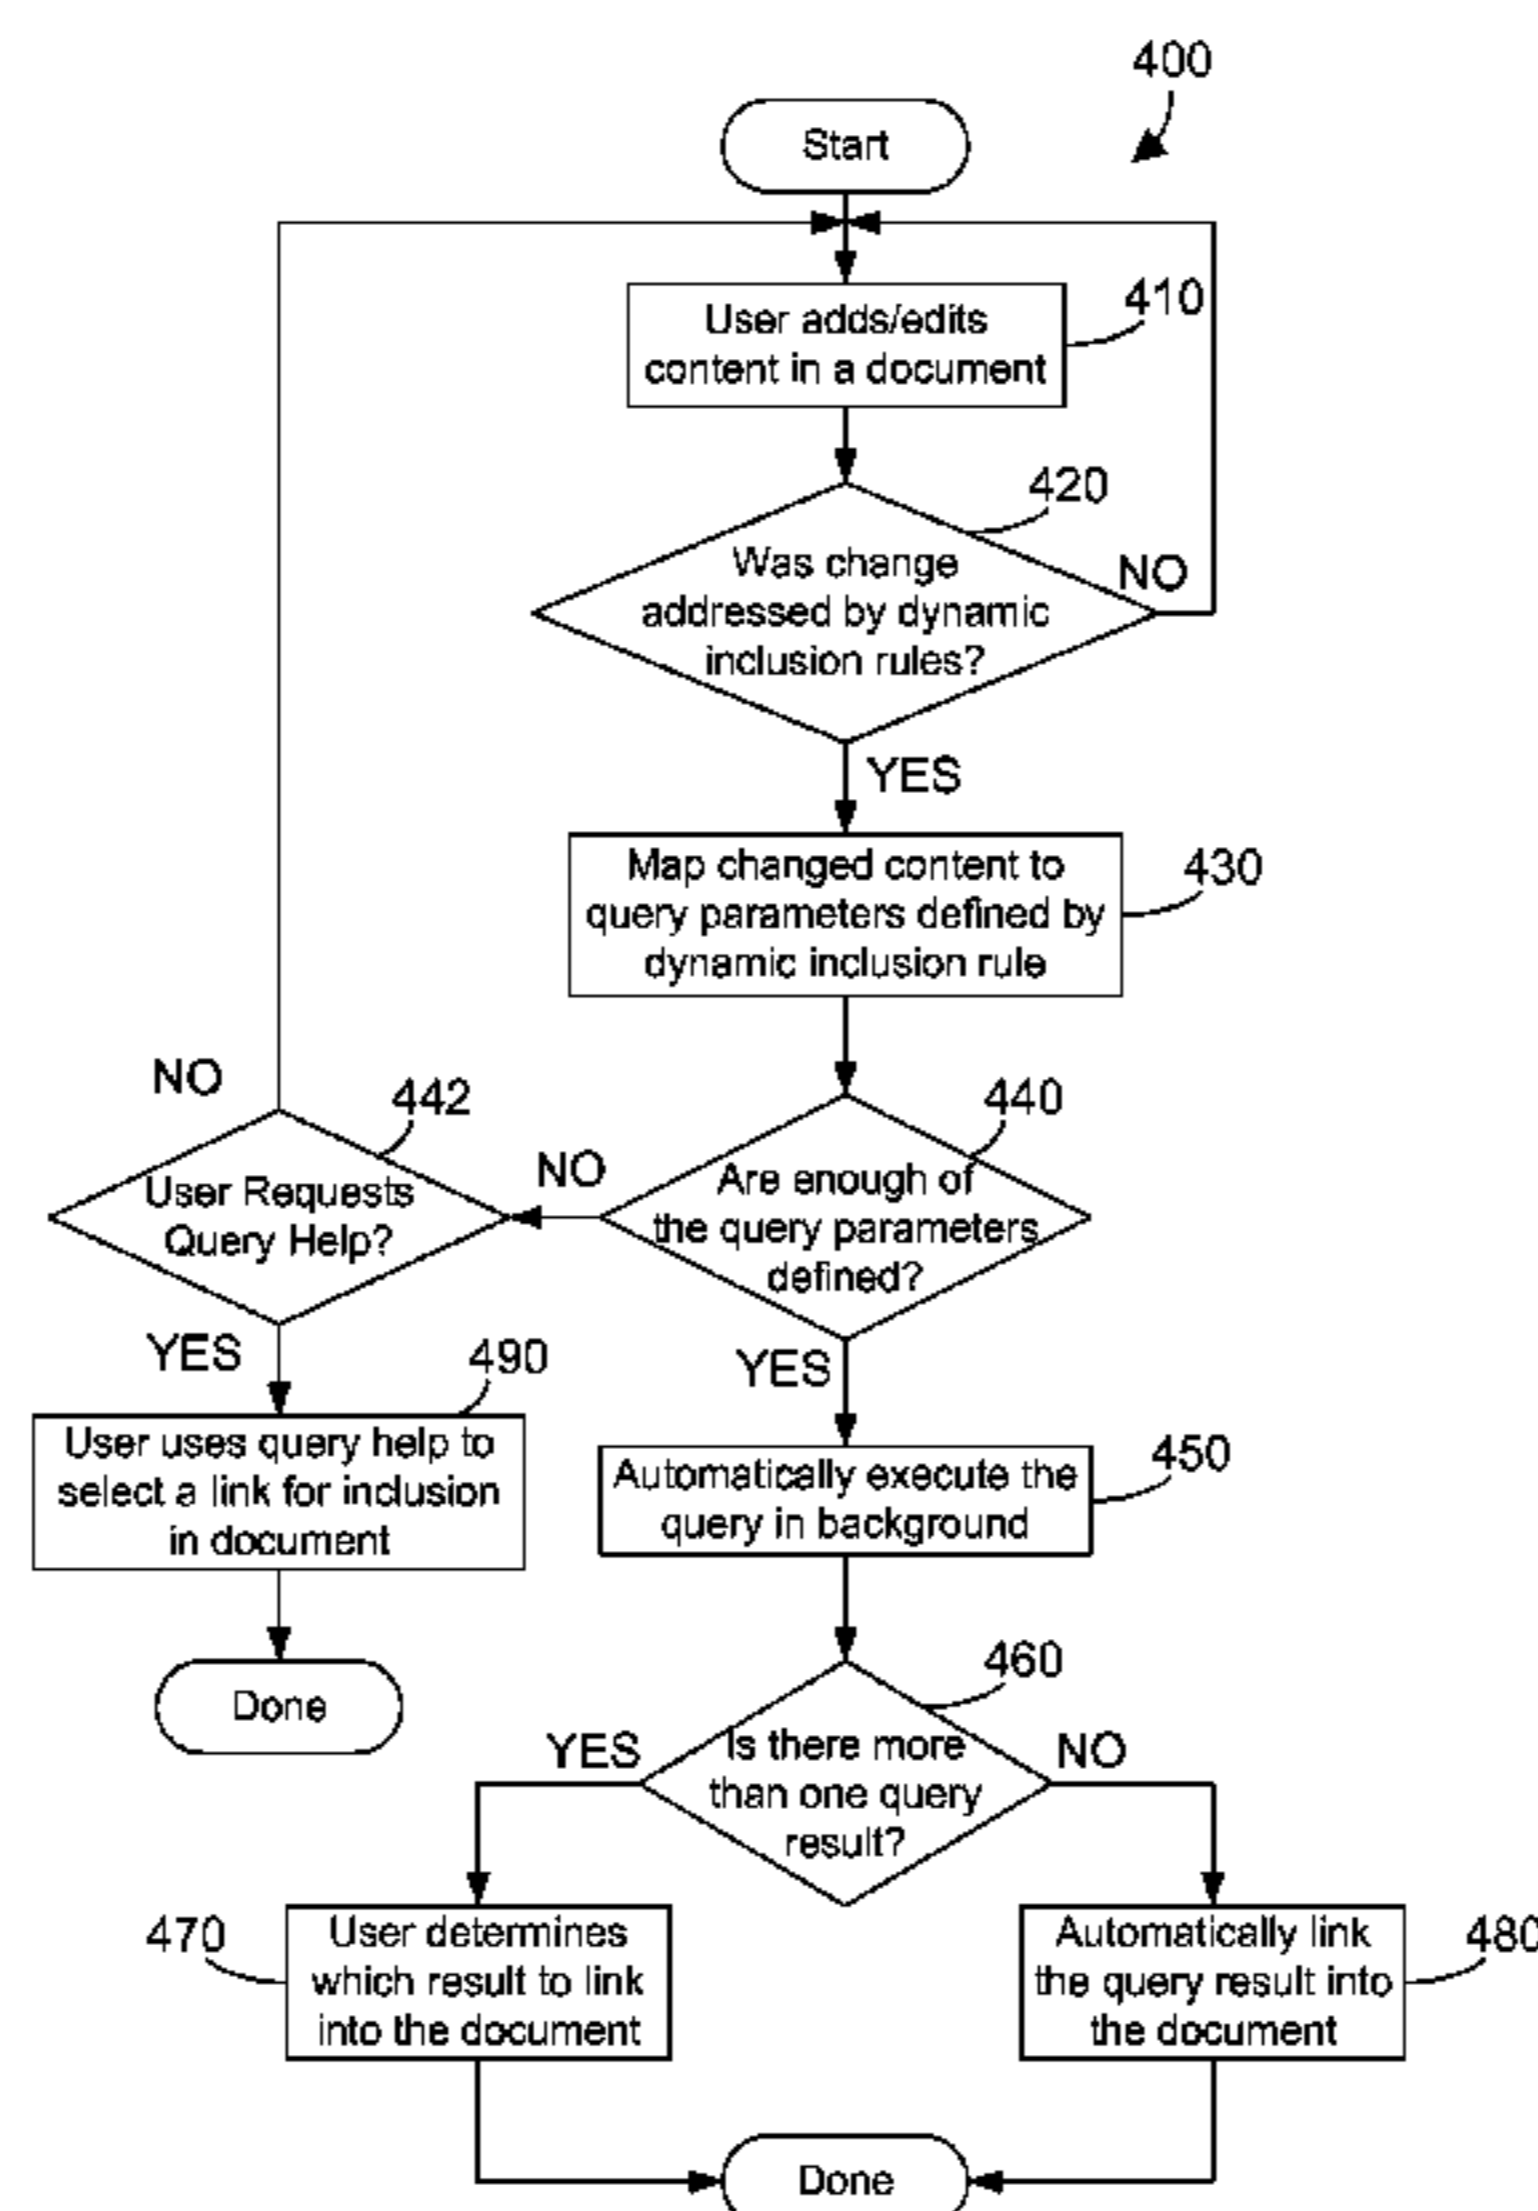 400
Start
User adds/edits
content in a document
410
420
Was change
addressed by dynamic
inclusion rules?
NO
YES
Map changed content to
query parameters defined by
dynamic inclusion rule
430
NO
442
User Requests
Query Help?
NO
440
Are enough of
the query parameters
defined?
YES
490
User uses query help to
select a link for inclusion
in document
Done
YES
Automatically execute the
query in background
450
460
Is there more
than one query
result?
YES
NO
470
User determines
which result to link
into the document
Automatically link
the query result into
the document
480
Done